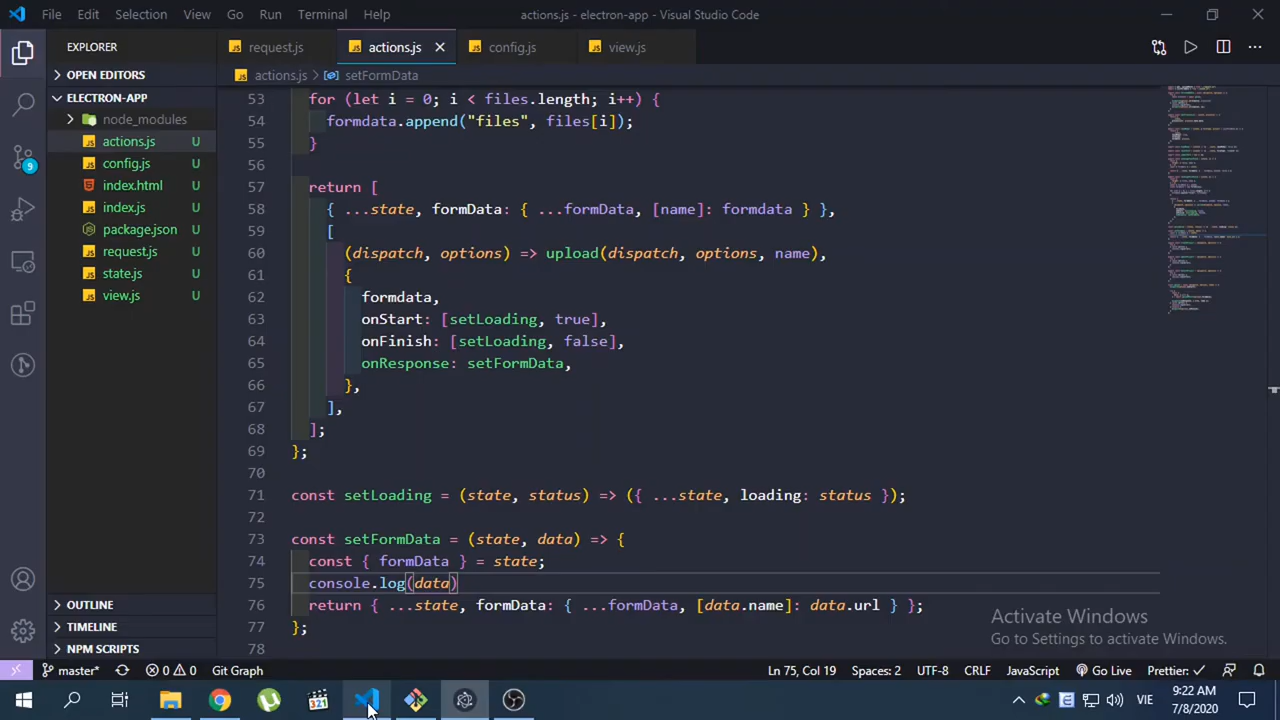 File Edit Selection View Go Run Terminal Help
actions.js - electron-app - Visual Studio Code
EXPLORER
OPEN EDITORS
ELECTRON-APP
node_modules
actions.js U
config.js U
index.html U
index.js U
package.json U
request.js U
state.js U
view.js U
OUTLINE
TIMELINE
NPM SCRIPTS
9
request.js actions.js config.js view.js
actions.js setFormData
53 for (let i = 0; i < files.length; i++) {
54 formdata.append("files", files[i]);
55 }
56
57 return [
58 { ...state, formData: { ...formData, [name]: formdata } },
59 [
60 (dispatch, options) => upload(dispatch, options, name),
61 {
62 formdata,
63 onStart: [setLoading, true],
64 onFinish: [setLoading, false],
65 onResponse: setFormData,
66 },
67 ],
68 ];
69 };
70
71 const setLoading = (state, status) => ({ ...state, loading: status });
72
73 const setFormData = (state, data) => {
74 const { formData } = state;
75 console.log(data)
76 return { ...state, formData: { ...formData, [data.name]: data.url } };
77 };
78
Activate Windows
Go to Settings to activate Windows.
master* 0 0 Git Graph Ln 75, Col 19 Spaces: 2 UTF-8 CRLF JavaScript Go Live Prettier:
321
VIE
9:22 AM
7/8/2020